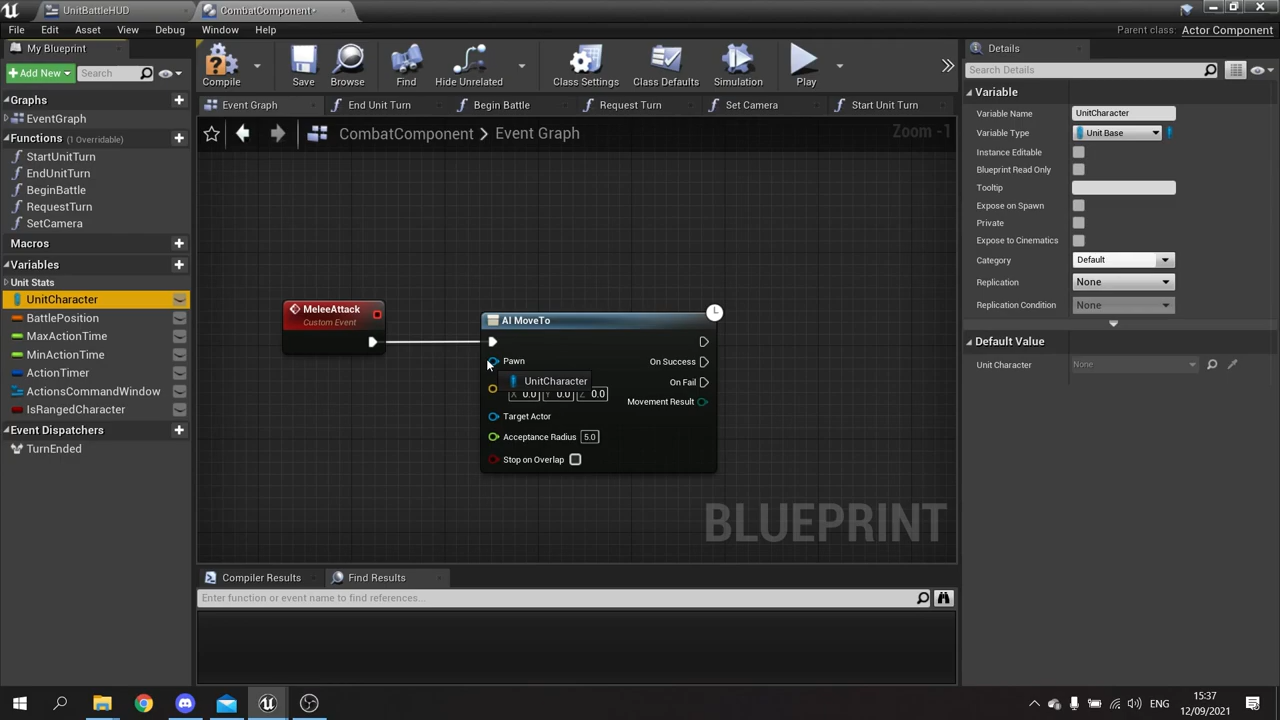 UnitBattleHUD
CombatComponent*
File Edit Asset View Debug Window Help
Parent class: Actor Component
My Blueprint
Add New Search
Graphs
EventGraph
Functions (1 Overridable)
StartUnitTurn
EndUnitTurn
BeginBattle
RequestTurn
SetCamera
Macros
Variables
Unit Stats
UnitCharacter
BattlePosition
MaxActionTime
MinActionTime
ActionTimer
ActionsCommandWindow
IsRangedCharacter
Event Dispatchers
TurnEnded
Compile Save Browse Find Hide Unrelated Class Settings Class Defaults Simulation Play
Event Graph End Unit Turn Begin Battle Request Turn Set Camera Start Unit Turn
CombatComponent > Event Graph
Zoom -1
MeleeAttack
Custom Event
AI MoveTo
Pawn
On Success
UnitCharacter
On Fail
X 0.0 Y 0.0 Z 0.0
Movement Result
Target Actor
Acceptance Radius 5.0
Stop on Overlap
BLUEPRINT
Compiler Results Find Results
Enter function or event name to find references...
Details
Search Details
Variable
Variable Name UnitCharacter
Variable Type Unit Base
Instance Editable
Blueprint Read Only
Tooltip
Expose on Spawn
Private
Expose to Cinematics
Category Default
Replication None
Replication Condition None
Default Value
Unit Character None
ENG
15:37
12/09/2021